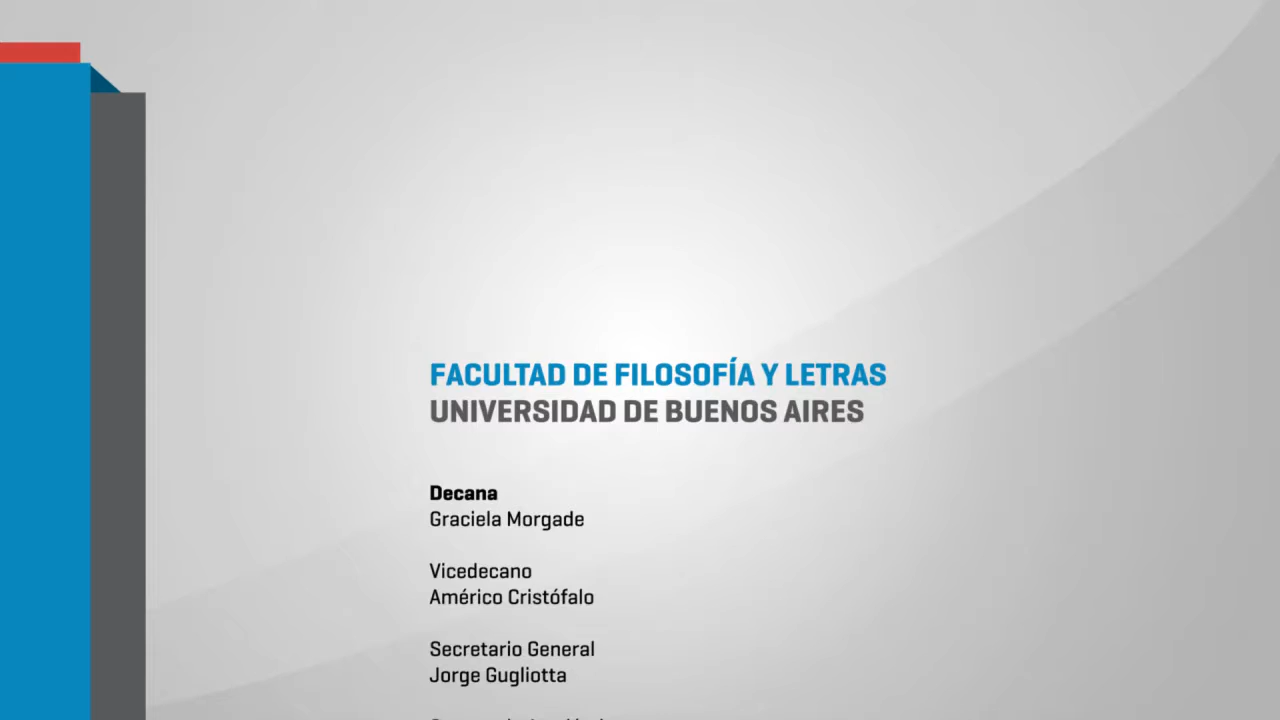 FACULTAD DE FILOSOFÍA Y LETRAS
UNIVERSIDAD DE BUENOS AIRES
Decana
Graciela Morgade
Vicedecano
Américo Cristófalo
Secretario General
Jorge Gugliotta